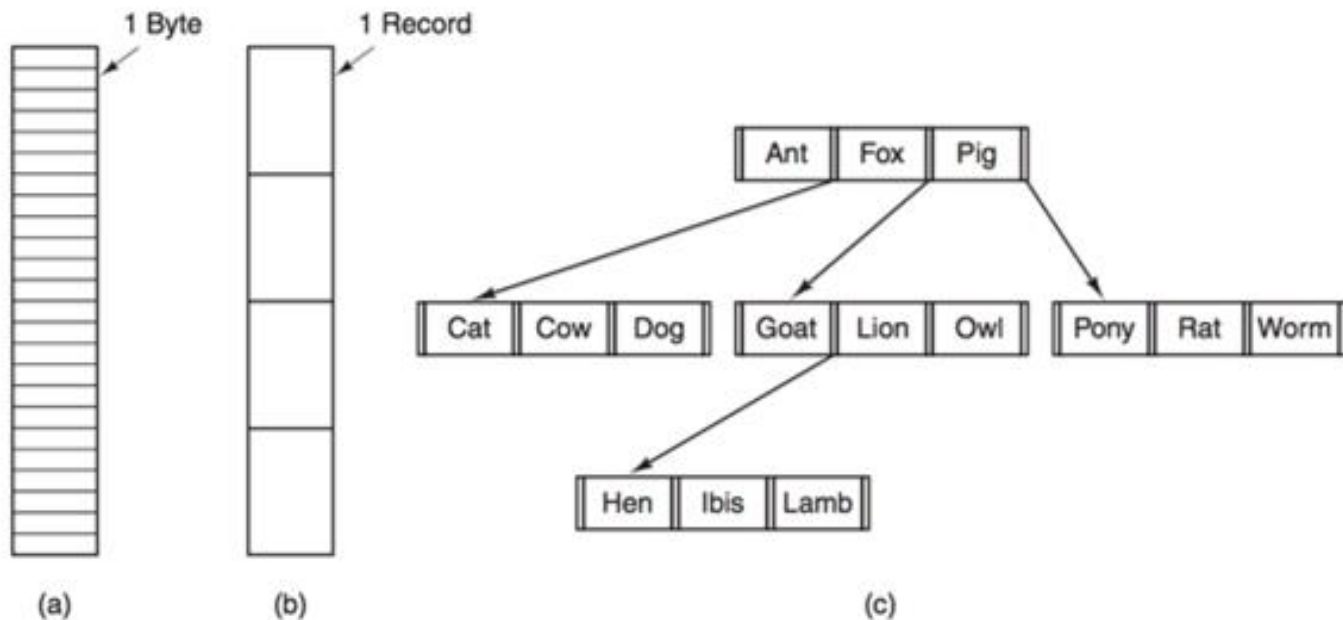 1 Byte
1 Record
Ant Fox Pig
Cat Cow Dog
Goat Lion Owl
Pony Rat Worm
Hen Ibis Lamb
(a)
(b)
(c)